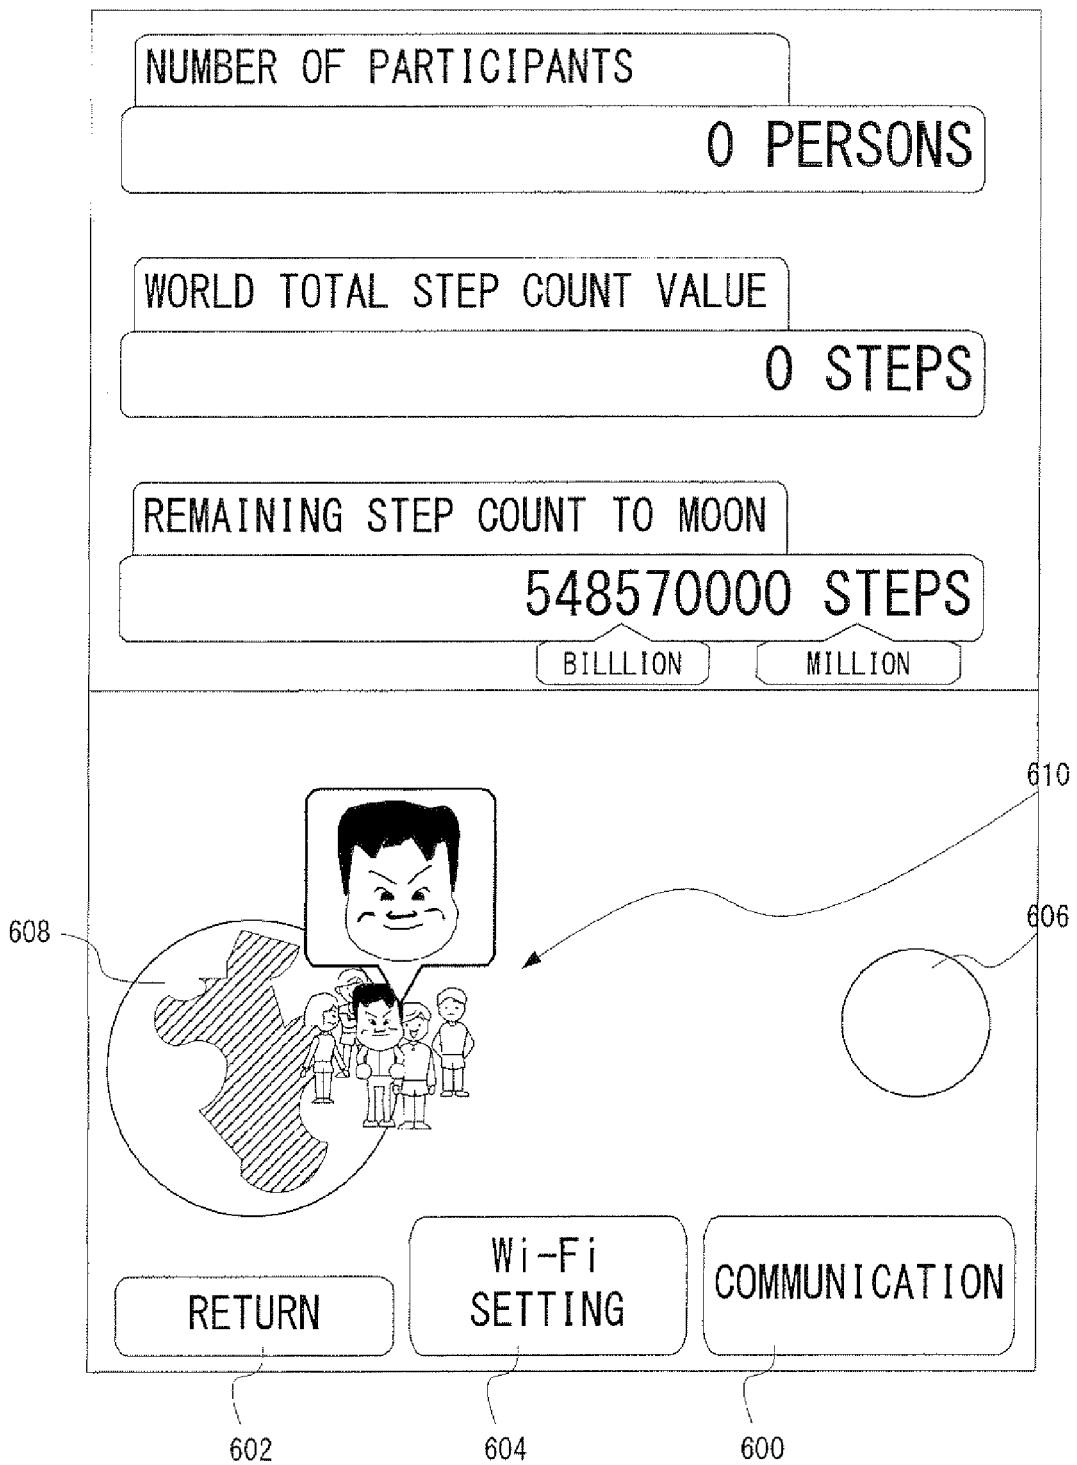 NUMBER OF PARTICIPANTS
0 PERSONS
WORLD TOTAL STEP COUNT VALUE
0 STEPS
REMAINING STEP COUNT TO MOON
548570000 STEPS
BILLLION MILLION
610
608
606
Wi-Fi
SETTING
COMMUNICATION
RETURN
602
604
600